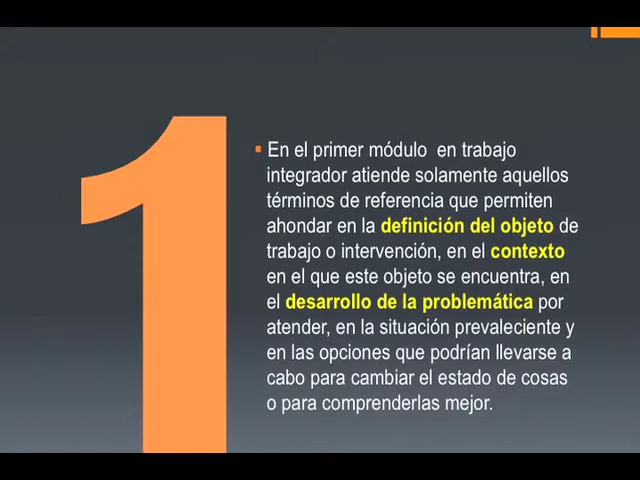 1
En el primer módulo en trabajo
integrador atiende solamente aquellos
términos de referencia que permiten
ahondar en la definición del objeto de
trabajo o intervención, en el contexto
en el que este objeto se encuentra, en
el desarrollo de la problemática por
atender, en la situación prevaleciente y
en las opciones que podrían llevarse a
cabo para cambiar el estado de cosas
o para comprenderlas mejor.